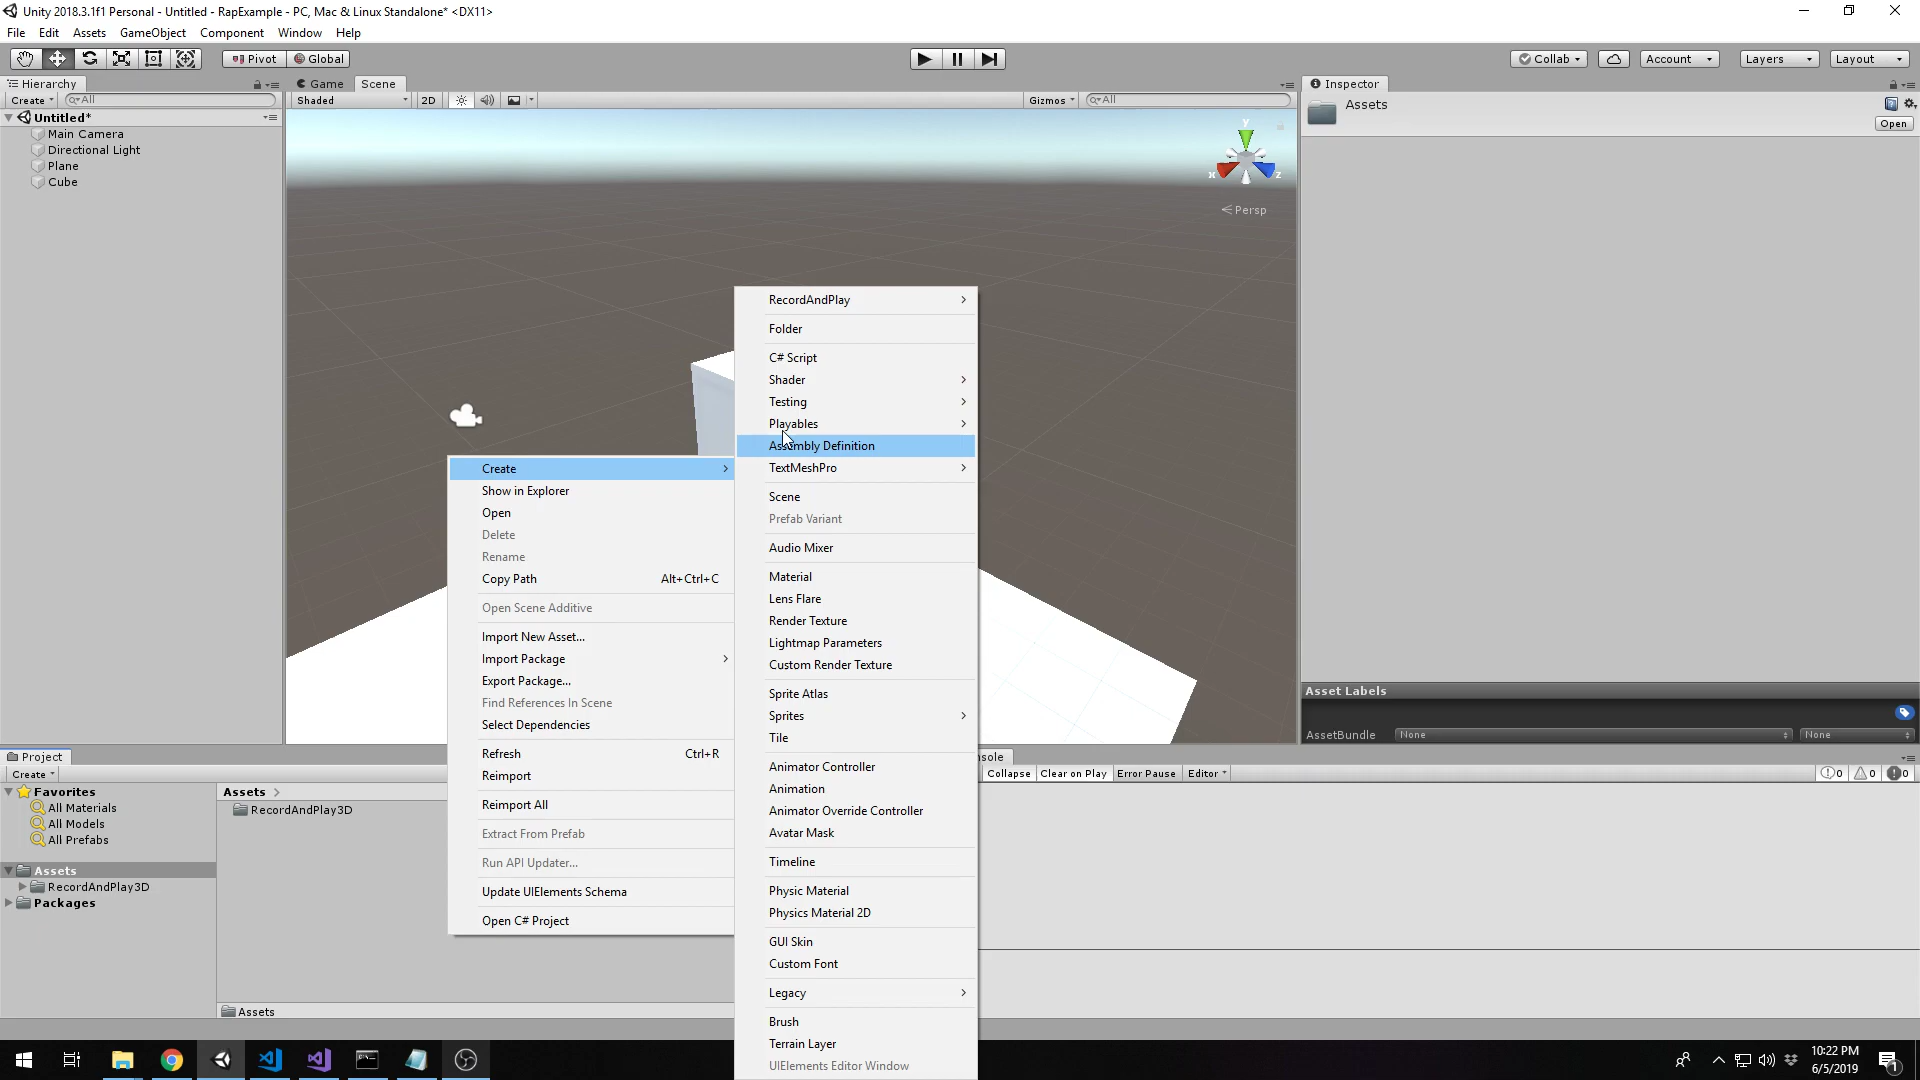 Unity 2018.3.1f1 Personal - Untitled - RapExample - PC, Mac & Linux Standalone* <DX11>
File Edit Assets GameObject Component Window Help
Pivot Global Collab Account Layers Layout
Hierarchy Game Scene Inspector
Create All Shaded 2D Gizmos All Assets
Open
Untitled*
Main Camera
Directional Light
Plane
Cube
y
x z
Persp
Create
Show in Explorer
Open
Delete
Rename
Copy Path Alt+Ctrl+C
Open Scene Additive
Import New Asset...
Import Package
Export Package...
Find References In Scene
Select Dependencies
Refresh Ctrl+R
Reimport
Reimport All
Extract From Prefab
Run API Updater...
Update UIElements Schema
Open C# Project
RecordAndPlay
Folder
C# Script
Shader
Testing
Playables
Assembly Definition
TextMeshPro
Scene
Prefab Variant
Audio Mixer
Material
Lens Flare
Render Texture
Lightmap Parameters
Custom Render Texture
Sprite Atlas
Sprites
Tile
Animator Controller
Animation
Animator Override Controller
Avatar Mask
Timeline
Physic Material
Physics Material 2D
GUI Skin
Custom Font
Legacy
Brush
Terrain Layer
UIElements Editor Window
Asset Labels
AssetBundle None None
Project
Create
Favorites
All Materials
All Models
All Prefabs
Assets
RecordAndPlay3D
Packages
Assets
RecordAndPlay3D
Assets
nsole
Collapse Clear on Play Error Pause Editor 0 0 0
10:22 PM
6/5/2019
1